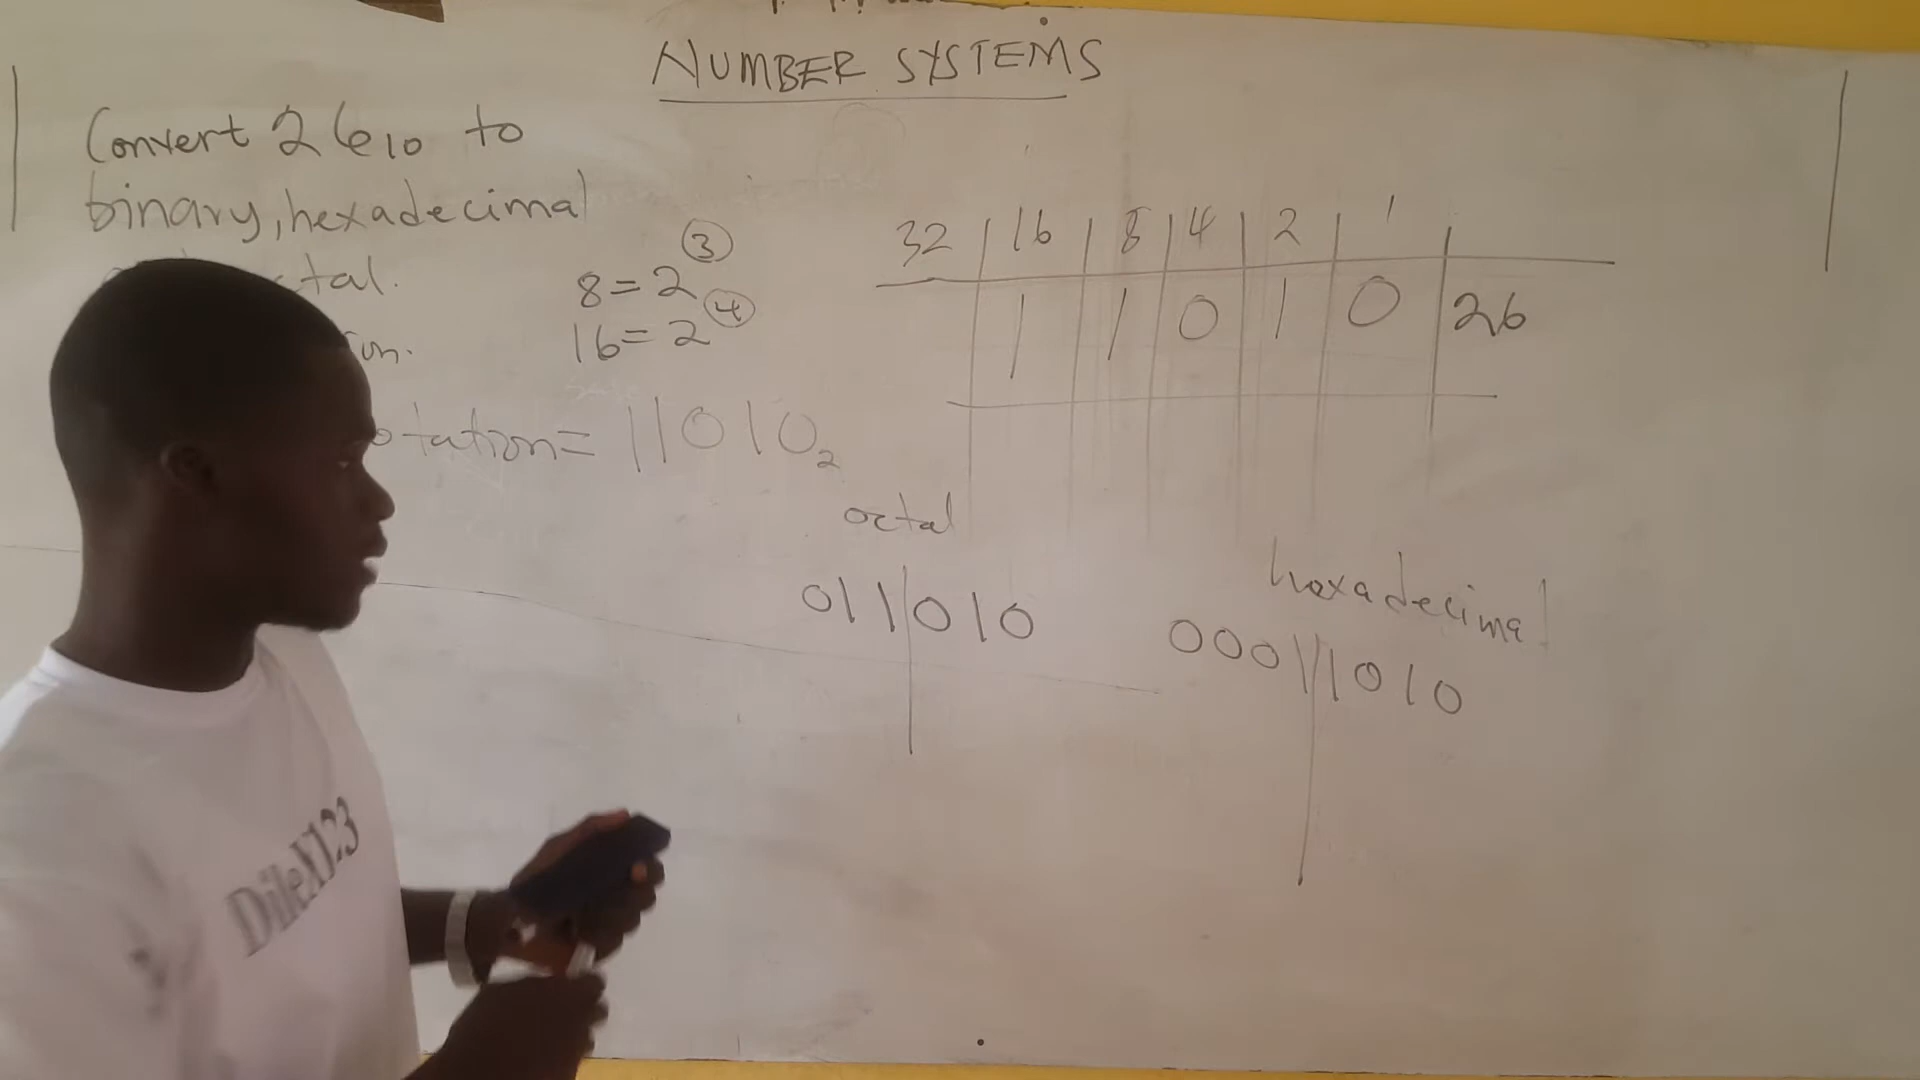 NUMBER SYSTEMS
Convert 26₁₀ to
binary, hexadecimal
tal.
on.
8=2③
16=2④
otation= 11010₂
32 | 16 | 8 | 4 | 2 | 1 |
1 | 1 | 0 | 1 | 0 | 26
octal
011|010
hexadecimal
0001|1010
DileX123